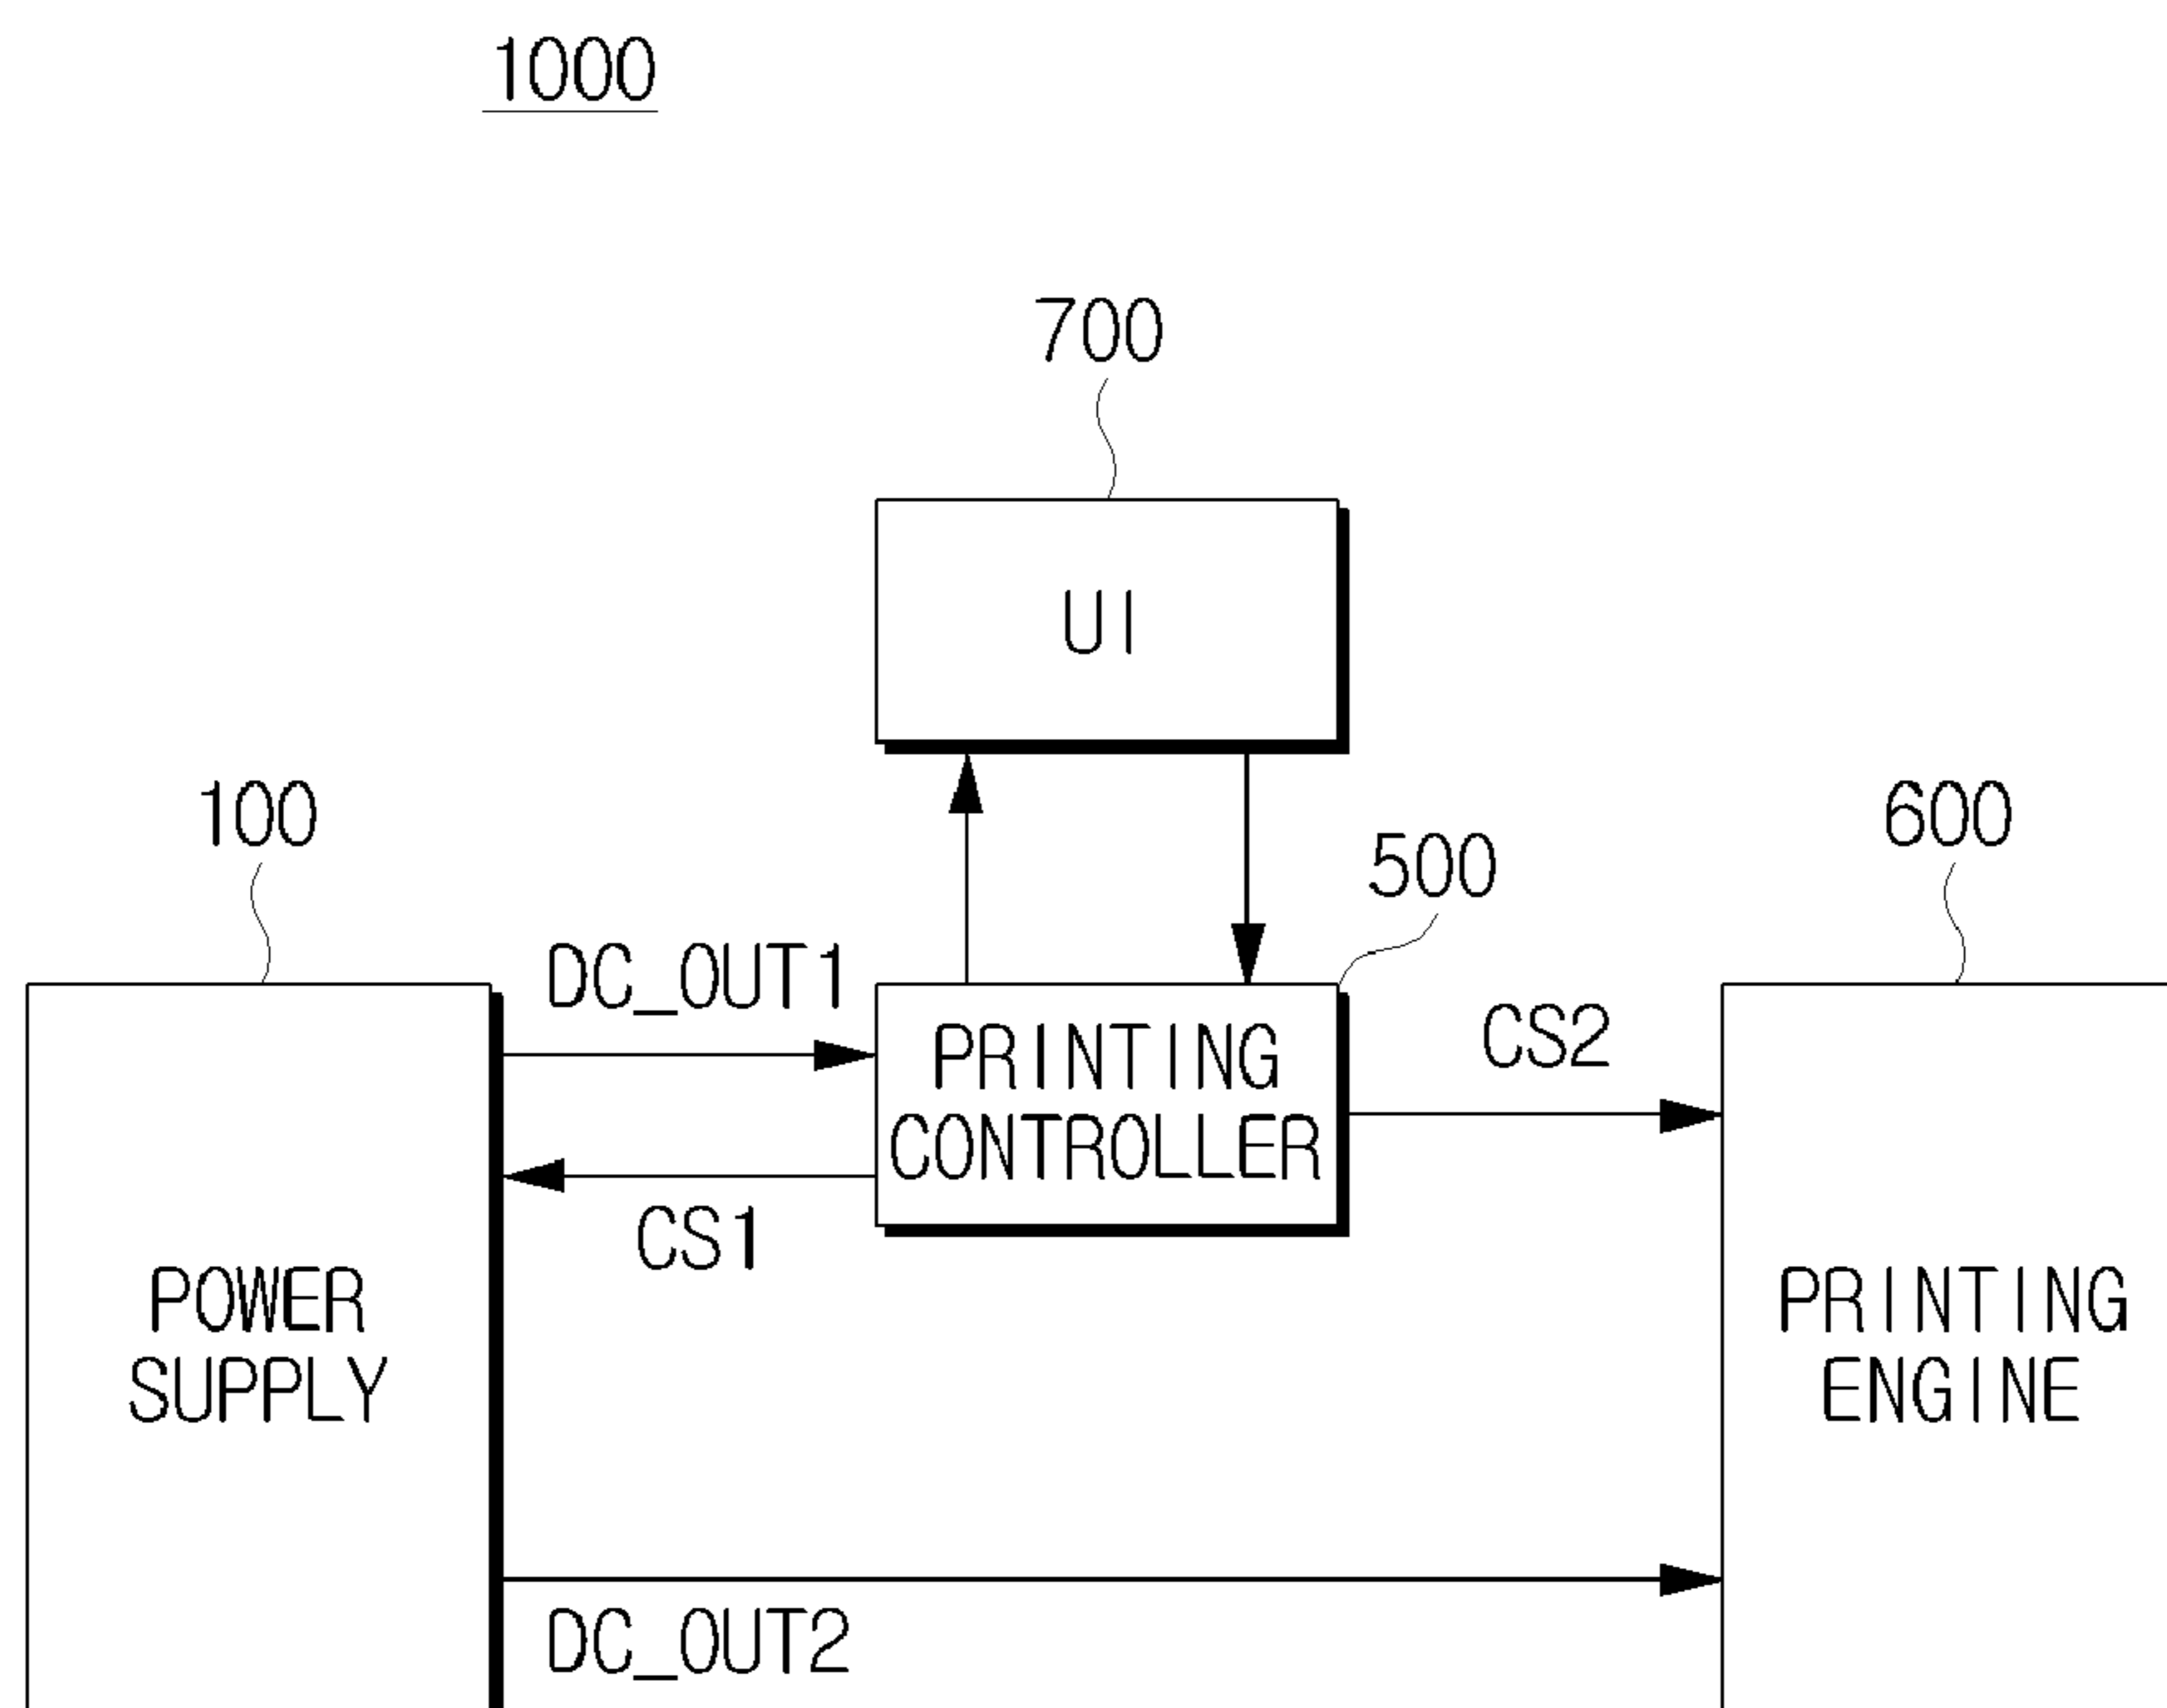 1000
700
UI
100
600
500
DC_OUT1
CS2
PRINTING
CONTROLLER
CS1
POWER
SUPPLY
PRINTING
ENGINE
DC_OUT2